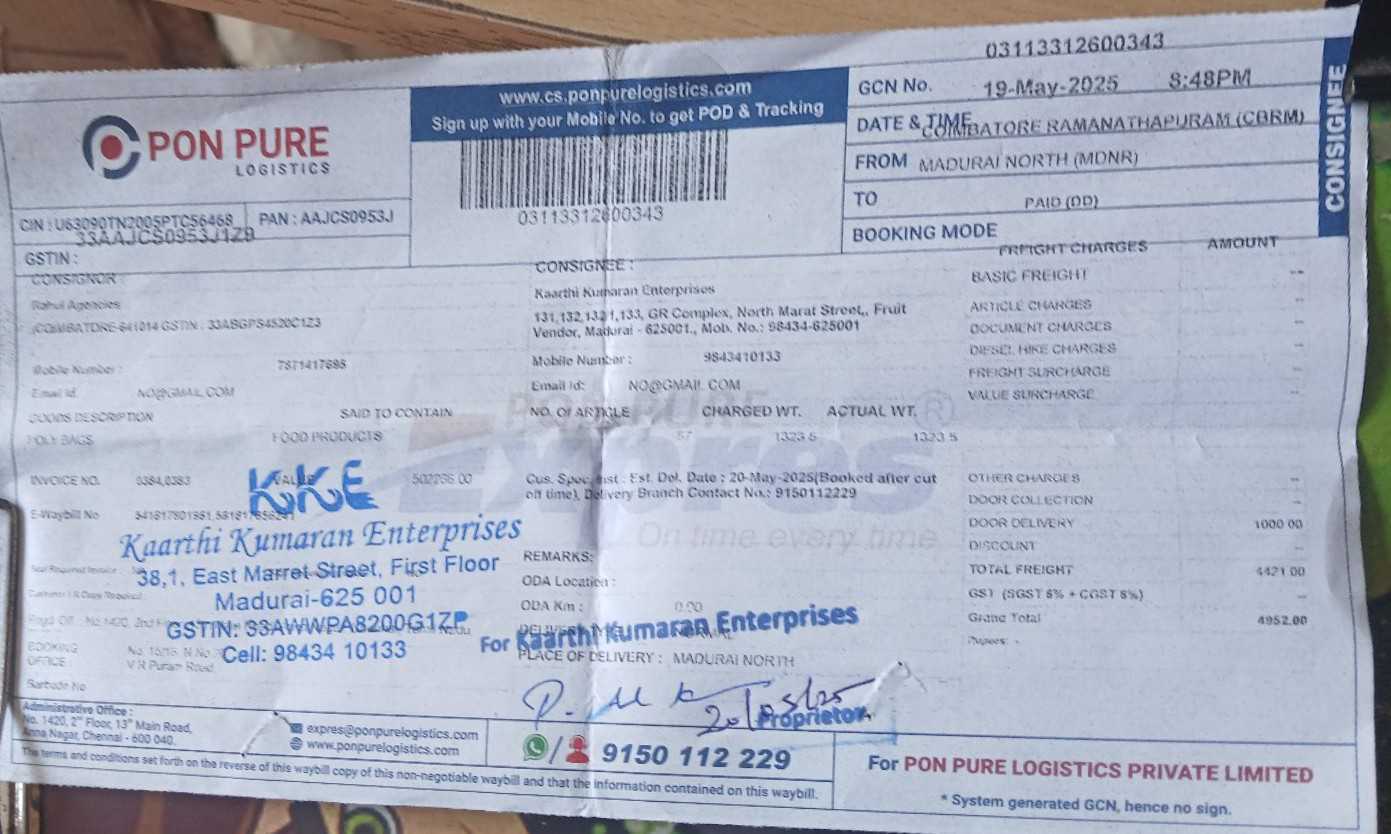 03113312600343
GCN No.
19-May-2025 8:48PM
DATE & TIME
COIMBATORE RAMANATHAPURAM (CBRM)
FROM MADURAI NORTH (MDNR)
TO
PAID (DD)
BOOKING MODE
CONSIGNEE
www.cs.ponpurelogistics.com
Sign up with your Mobile No. to get POD & Tracking
03113312600343
PON PURE
LOGISTICS
CIN : U63090TN2005PTC56468 PAN : AAJCS0953J
33AAJCS0953J1Z9
GSTIN :
CONSIGNOR :
Rahul Agencies
COIMBATORE-641014 GSTIN : 33ABGPS4520C1Z3
Mobile Number : 7871417695
Email Id. NO@GMAIL.COM
CONSIGNEE :
Kaarthi Kumaran Enterprises
131,132,132/1,133, GR Complex, North Marat Street,, Fruit
Vendor, Madurai - 625001., Mob. No.: 98434-625001
Mobile Number : 9843410133
Email Id: NO@GMAIL.COM
GOODS DESCRIPTION SAID TO CONTAIN NO. OF ARTICLE CHARGED WT. ACTUAL WT.
POLY BAGS FOOD PRODUCTS 57 1323.5 1323.5
FREIGHT CHARGES AMOUNT
BASIC FREIGHT --
ARTICLE CHARGES --
DOCUMENT CHARGES --
DIESEL HIKE CHARGES --
FREIGHT SURCHARGE --
VALUE SURCHARGE --
OTHER CHARGES --
DOOR COLLECTION --
DOOR DELIVERY 1000.00
DISCOUNT --
TOTAL FREIGHT 4421.00
GST (SGST 6% + CGST 6%) --
Grand Total 4952.00
Rupees: -
PON PURE
Expres ®
On time every time
INVOICE NO. 0384,0383 VALUE
E-Waybill No
KKE
Kaarthi Kumaran Enterprises
38,1, East Marret Street, First Floor
Madurai-625 001
GSTIN: 33AWWPA8200G1ZP
Cell: 98434 10133
BOOKING
OFFICE :
V R Puram Road
Barcode No
Cus. Spec. Inst : Est. Del. Date : 20-May-2025(Booked after cut
off time), Delivery Branch Contact No.: 9150112229
REMARKS:
ODA Location :
ODA Km : 0.00
For Kaarthi Kumaran Enterprises
PLACE OF DELIVERY : MADURAI NORTH
20/05/25
Proprietor.
Administrative Office :
No. 1420, 2nd Floor, 13th Main Road,
Anna Nagar, Chennai - 600 040.
expres@ponpurelogistics.com
www.ponpurelogistics.com
9150 112 229
The terms and conditions set forth on the reverse of this waybill copy of this non-negotiable waybill and that the information contained on this waybill.
For PON PURE LOGISTICS PRIVATE LIMITED
* System generated GCN, hence no sign.